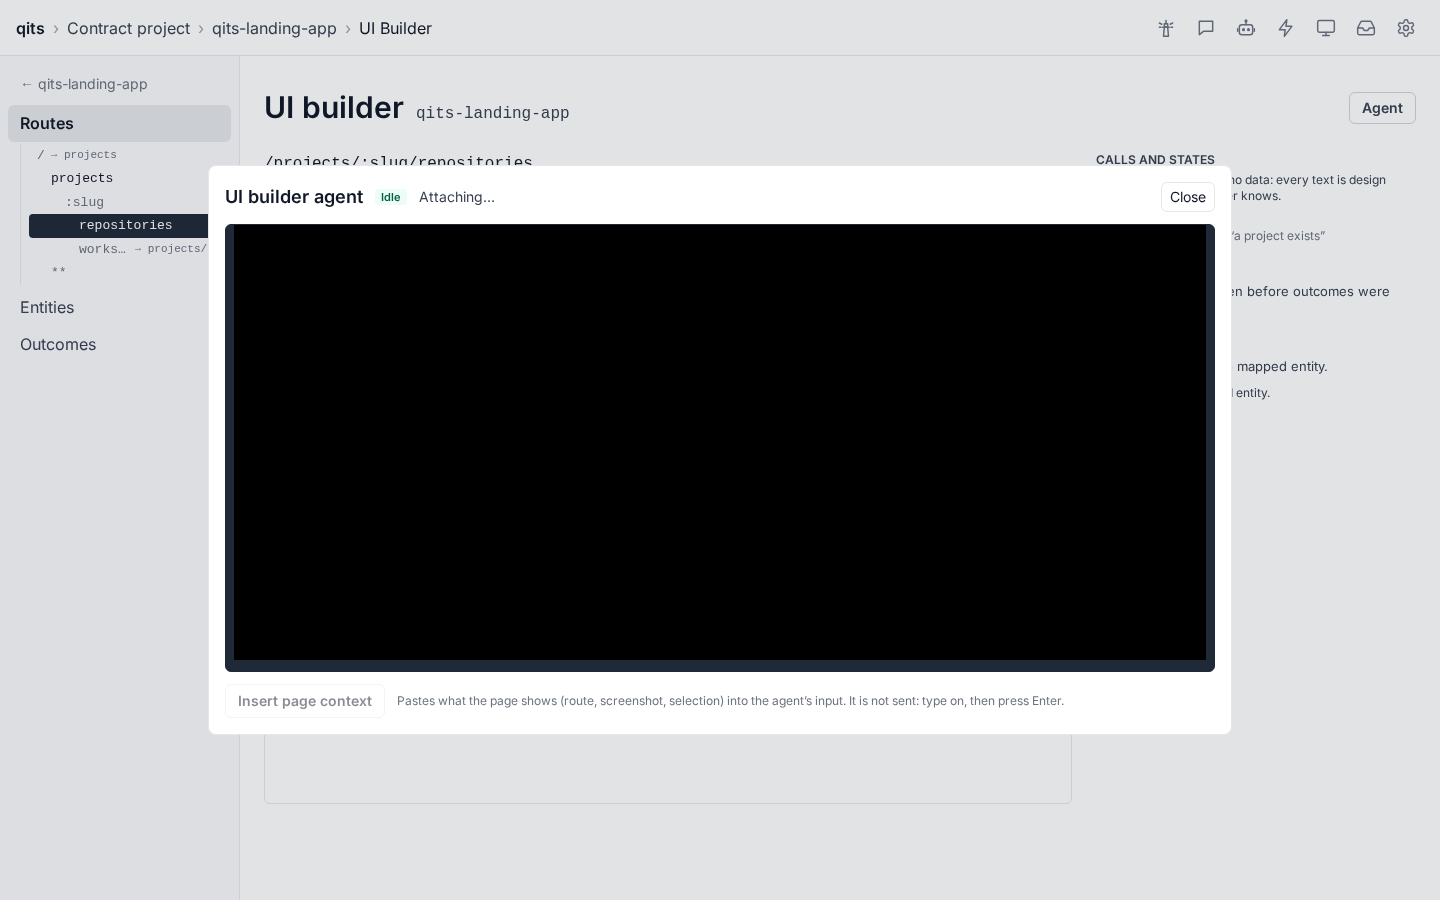 qits › Contract project › qits-landing-app › UI Builder
← qits-landing-app
Routes
/ → projects
projects
:slug
repositories
works… → projects/
**
Entities
Outcomes
UI builder qits-landing-app
Agent
/projects/:slug/repositories
CALLS AND STATES
no data: every text is design
knows.
“a project exists”
before outcomes were
mapped entity.
entity.
UI builder agent Idle Attaching…
Close
Insert page context Pastes what the page shows (route, screenshot, selection) into the agent’s input. It is not sent: type on, then press Enter.